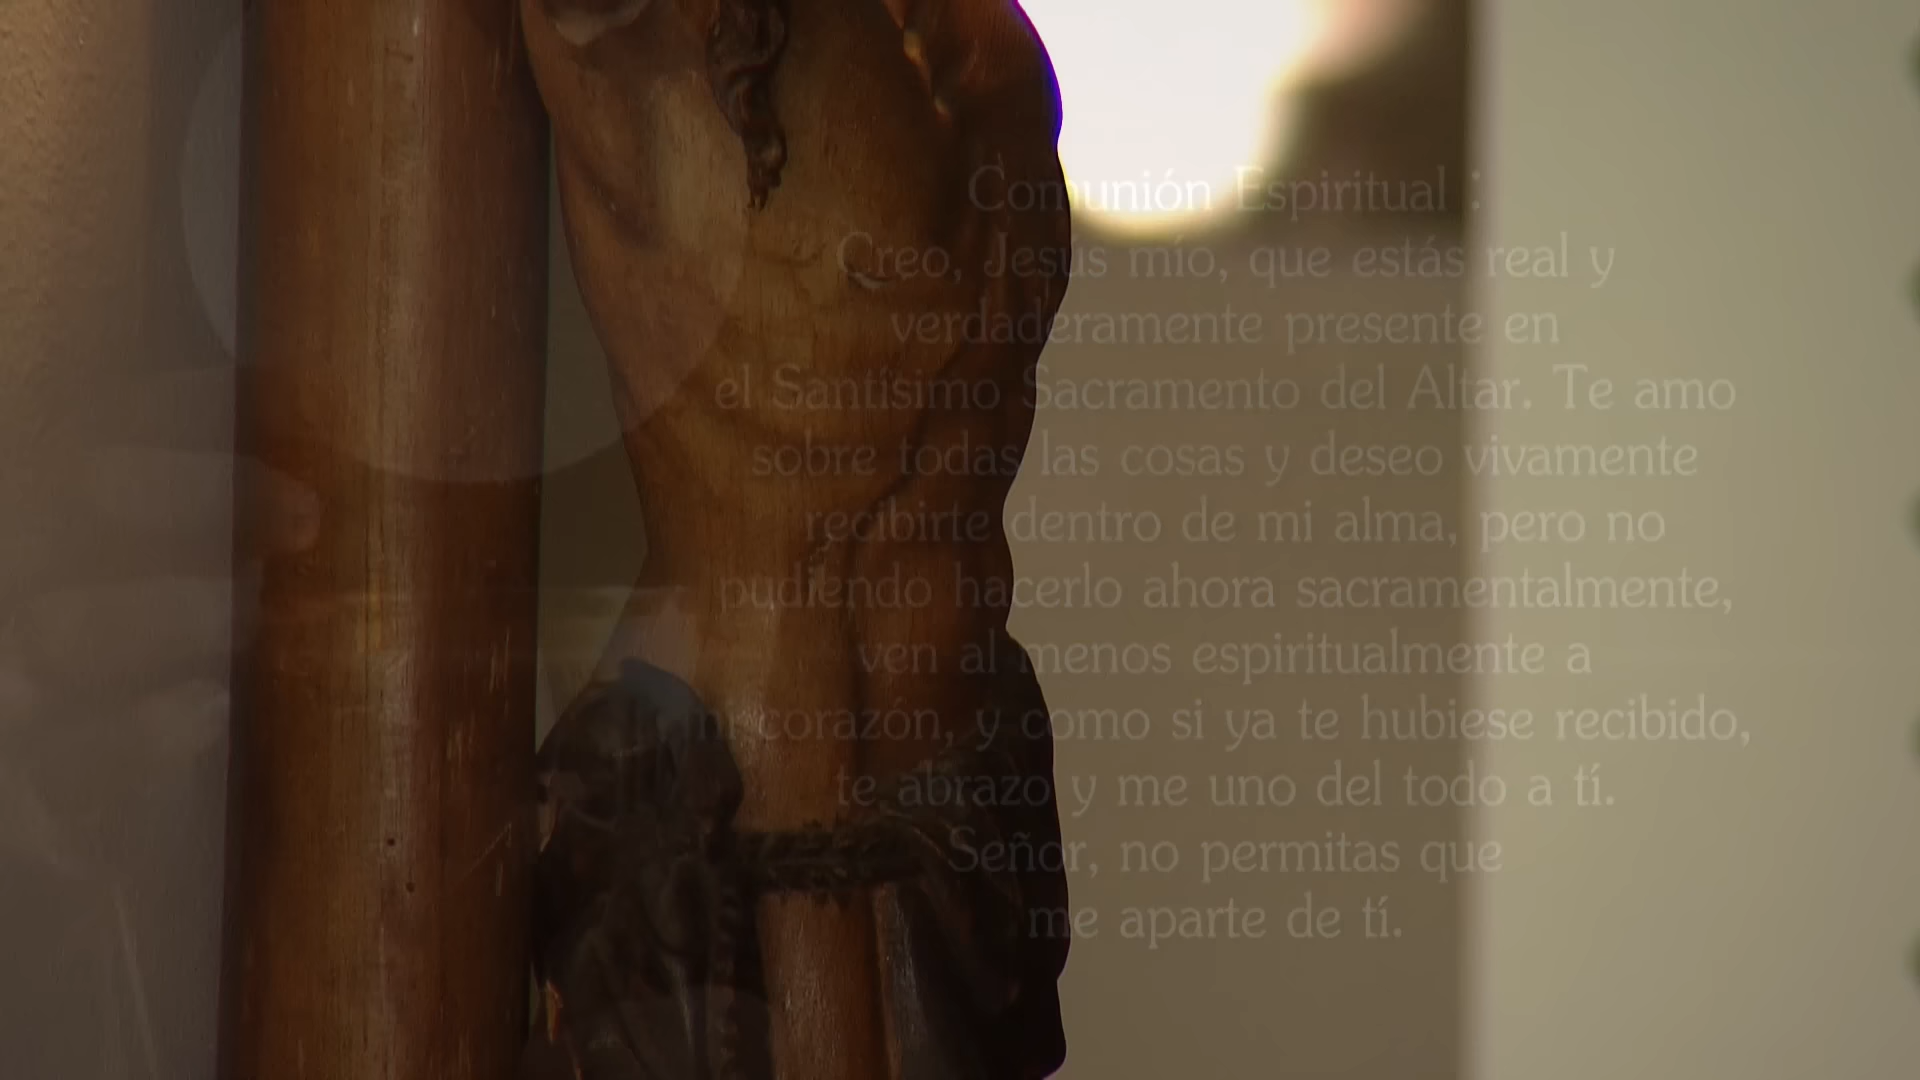 Comunión Espiritual :
Creo, Jesús mío, que estás real y
verdaderamente presente en
el Santísimo Sacramento del Altar. Te amo
sobre todas las cosas y deseo vivamente
recibirte dentro de mi alma, pero no
pudiendo hacerlo ahora sacramentalmente,
ven al menos espiritualmente a
mi corazón, y como si ya te hubiese recibido,
te abrazo y me uno del todo a tí.
Señor, no permitas que
me aparte de tí.